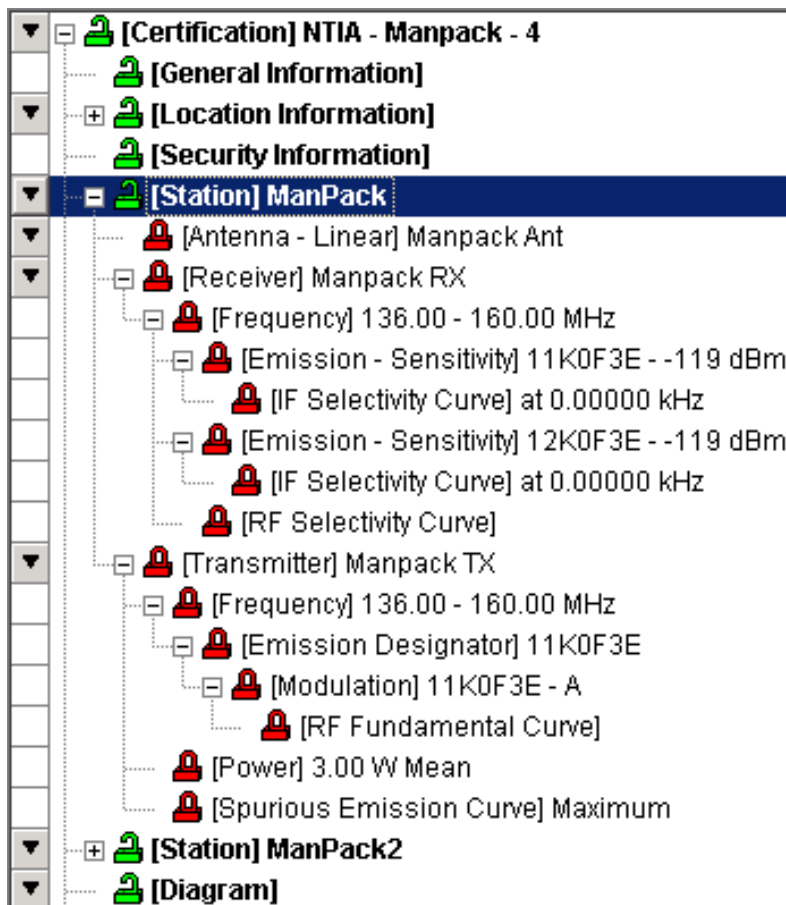 [Certification] NTIA - Manpack - 4
[General Information]
[Location Information]
[Security Information]
[Station] ManPack
[Antenna - Linear] Manpack Ant
[Receiver] Manpack RX
[Frequency] 136.00 - 160.00 MHz
[Emission - Sensitivity] 11K0F3E - -119 dBm
[IF Selectivity Curve] at 0.00000 kHz
[Emission - Sensitivity] 12K0F3E - -119 dBm
[IF Selectivity Curve] at 0.00000 kHz
[RF Selectivity Curve]
[Transmitter] Manpack TX
[Frequency] 136.00 - 160.00 MHz
[Emission Designator] 11K0F3E
[Modulation] 11K0F3E - A
[RF Fundamental Curve]
[Power] 3.00 W Mean
[Spurious Emission Curve] Maximum
[Station] ManPack2
[Diagram]